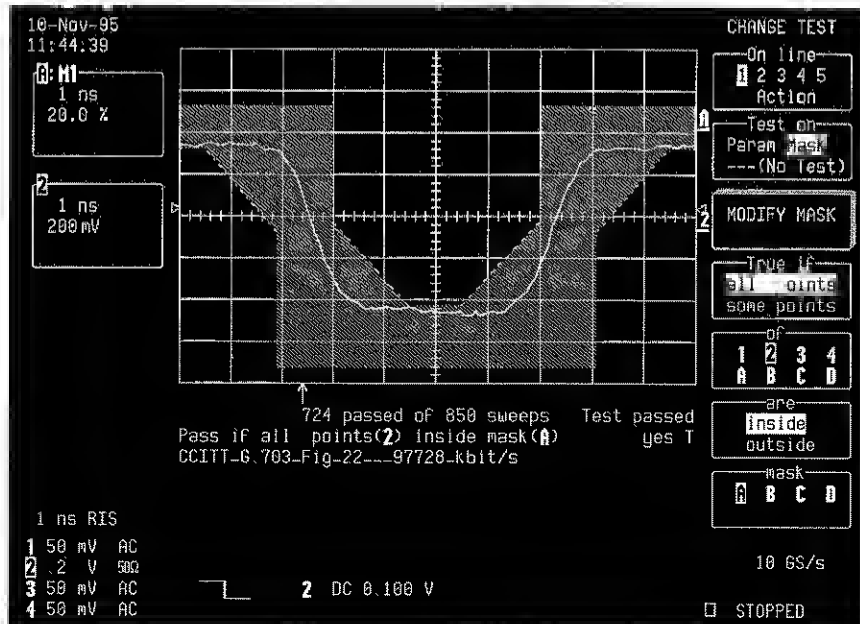 10-Nov-95
11:44:39
A:M1
1 ns
20.0 %
2
1 ns
200mV
1
2
724 passed of 850 sweeps
Test passed
Pass if all points(2) inside mask(A)
yes T
CCITT_G.703_Fig_22___97728_kbit/s
1 ns RIS
1 50 mV AC
2 .2 V 50Ω
3 50 mV AC
4 50 mV AC
2 DC 0.100 V
CHANGE TEST
On line
1 2 3 4 5
Action
Test on
Param Mask
---(No Test)
MODIFY MASK
True if
all points
some points
of
1 2 3 4
A B C D
are
inside
outside
mask
A B C D
10 GS/s
STOPPED